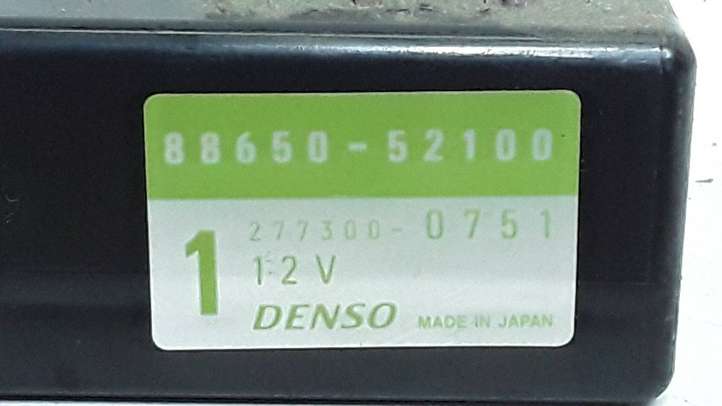 88650-52100
1
277300-0751
12V
DENSO MADE IN JAPAN